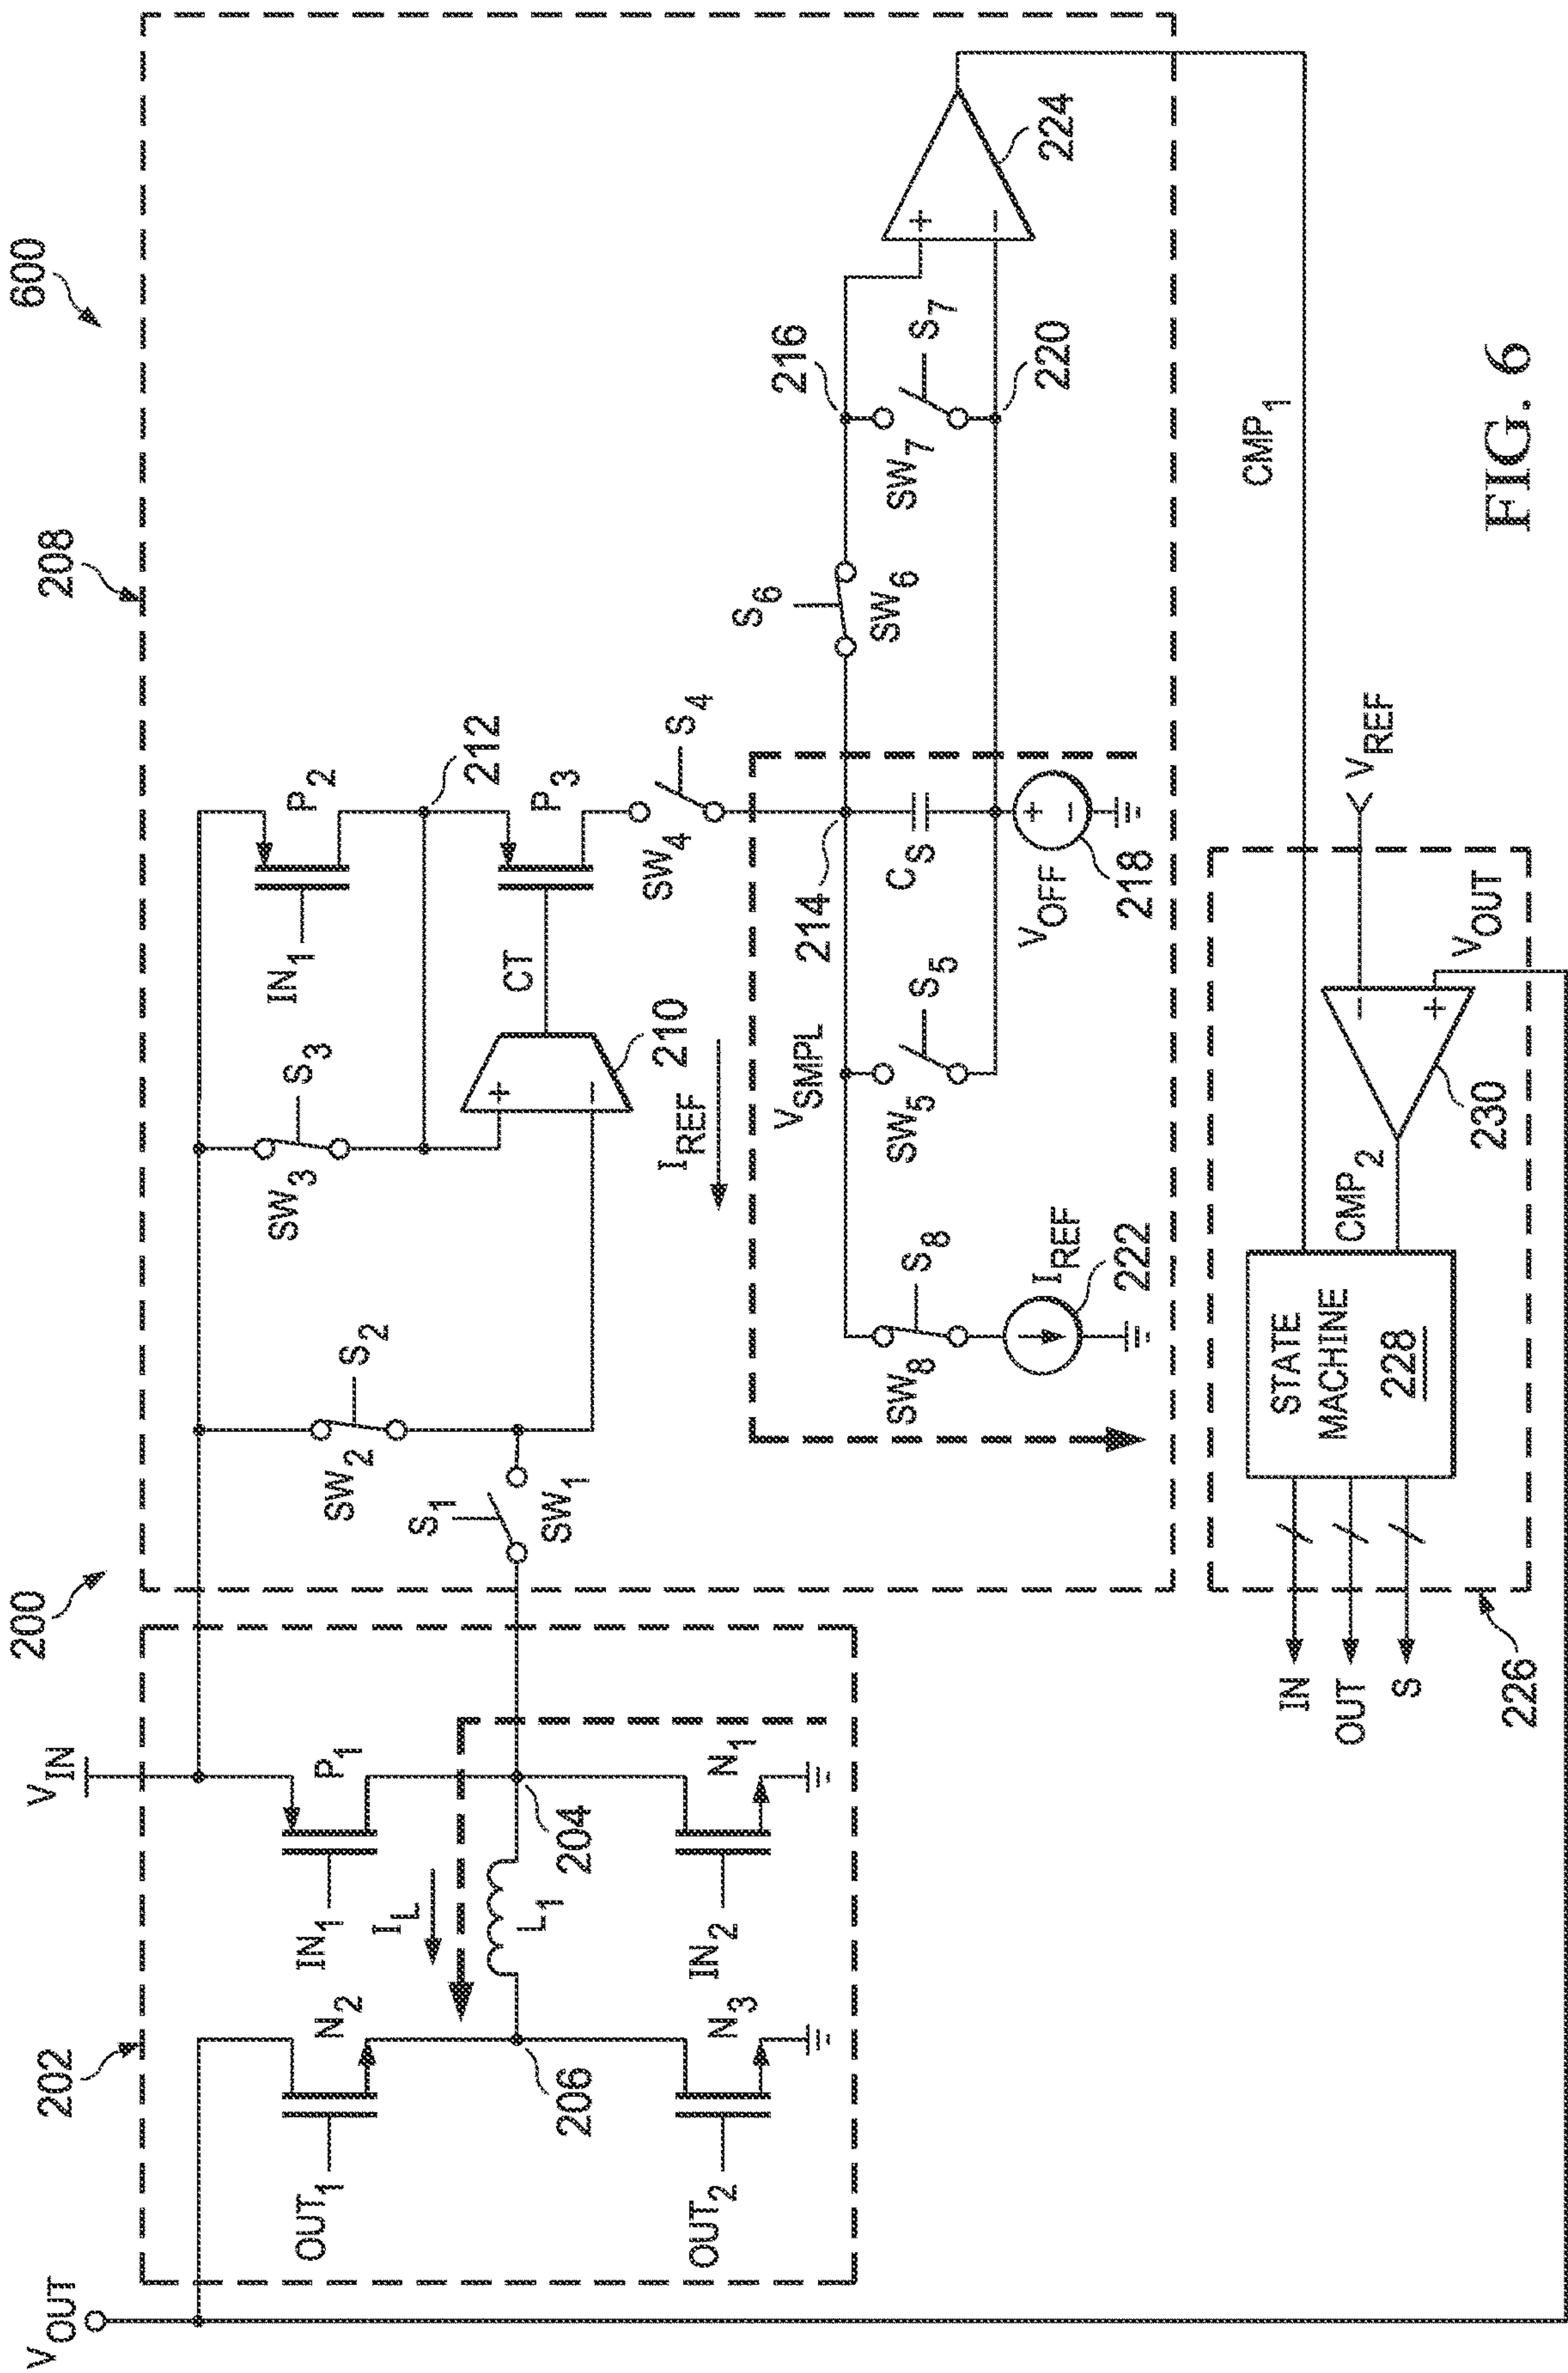 600
200
208
202
V_OUT
V_IN
OUT_1
N_2
IN_1
P_1
I_L
L_1
206
204
OUT_2
N_3
IN_2
N_1
S_1
SW_1
SW_2
S_2
SW_3
S_3
IN_1
P_2
212
+
−
CT
210
P_3
I_REF
SW_4
S_4
V_SMPL
214
SW_8
S_8
I_REF
222
SW_5
S_5
C_S
V_OFF
+
−
218
S_6
SW_6
216
SW_7
S_7
220
+
−
224
CMP_1
IN
OUT
S
226
STATE
MACHINE
228
CMP_2
230
−
+
V_OUT
V_REF
FIG. 6